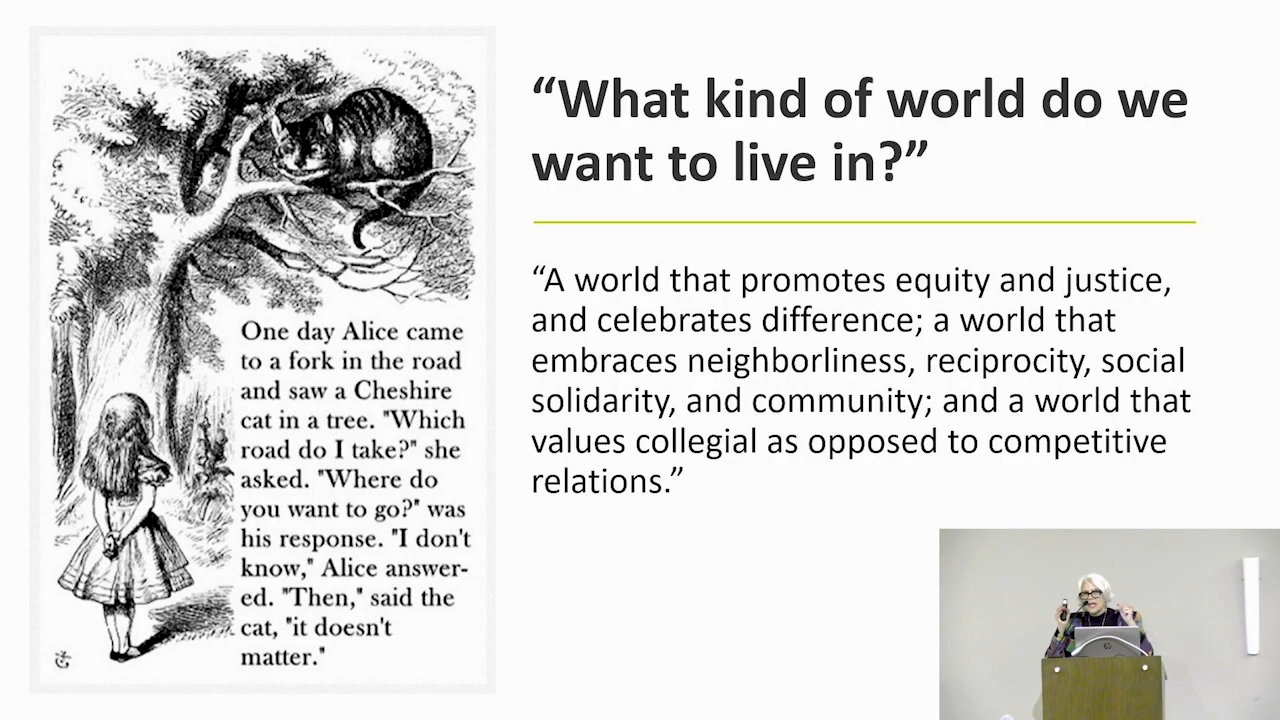 One day Alice came
to a fork in the road
and saw a Cheshire
cat in a tree. "Which
road do I take?" she
asked. "Where do
you want to go?" was
his response. "I don't
know," Alice answer-
ed. "Then," said the
cat, "it doesn't
matter."
“What kind of world do we
want to live in?”
“A world that promotes equity and justice,
and celebrates difference; a world that
embraces neighborliness, reciprocity, social
solidarity, and community; and a world that
values collegial as opposed to competitive
relations.”